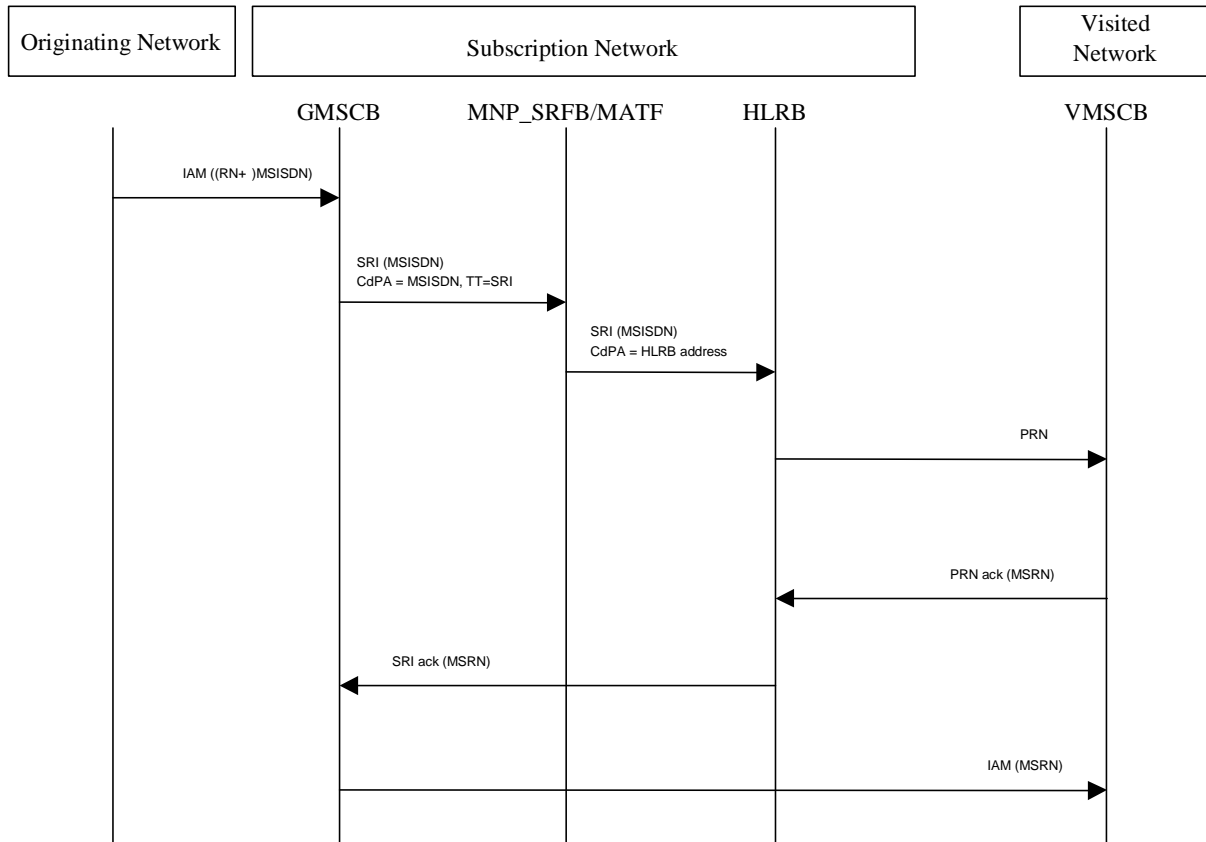 Originating Network
Subscription Network
Visited
Network
GMSCB
MNP_SRFB/MATF
HLRB
VMSCB
IAM ((RN+ )MSISDN)
SRI (MSISDN)
CdPA = MSISDN, TT=SRI
SRI (MSISDN)
CdPA = HLRB address
PRN
PRN ack (MSRN)
SRI ack (MSRN)
IAM (MSRN)